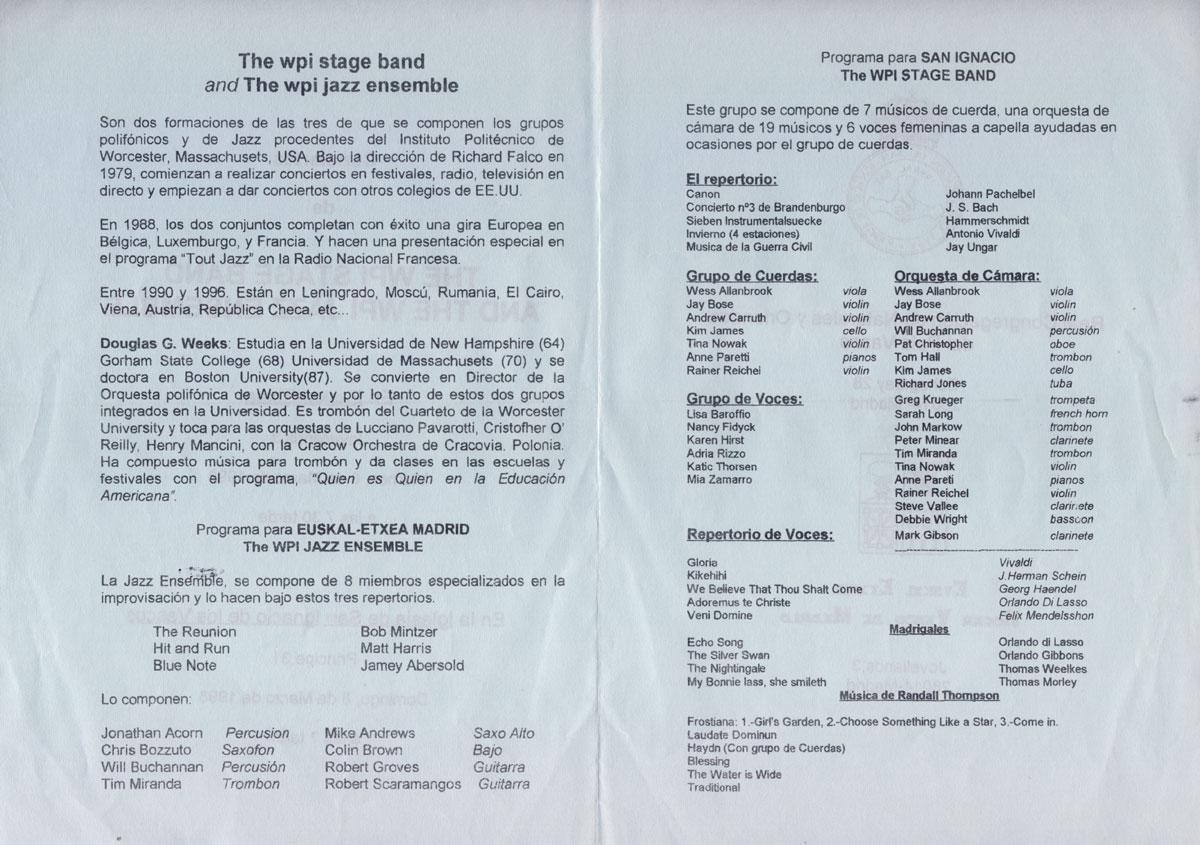 The wpi stage band
and The wpi jazz ensemble
Son dos formaciones de las tres de que se componen los grupos
polifónicos y de Jazz procedentes del Instituto Politécnico de
Worcester, Massachusets, USA. Bajo la dirección de Richard Falco en
1979, comienzan a realizar conciertos en festivales, radio, televisión en
directo y empiezan a dar conciertos con otros colegios de EE.UU.
En 1988, los dos conjuntos completan con éxito una gira Europea en
Bélgica, Luxemburgo, y Francia. Y hacen una presentación especial en
el programa "Tout Jazz" en la Radio Nacional Francesa.
Entre 1990 y 1996. Están en Leningrado, Moscú, Rumania, El Cairo,
Viena, Austria, República Checa, etc...
Douglas G. Weeks: Estudia en la Universidad de New Hampshire (64)
Gorham State College (68) Universidad de Massachusets (70) y se
doctora en Boston University(87). Se convierte en Director de la
Orquesta polifónica de Worcester y por lo tanto de estos dos grupos
integrados en la Universidad. Es trombón del Cuarteto de la Worcester
University y toca para las orquestas de Lucciano Pavarotti, Cristofher O'
Reilly, Henry Mancini, con la Cracow Orchestra de Cracovia. Polonia.
Ha compuesto música para trombón y da clases en las escuelas y
festivales con el programa, "Quien es Quien en la Educación
Americana".
Programa para EUSKAL-ETXEA MADRID
The WPI JAZZ ENSEMBLE
La Jazz Ensemble, se compone de 8 miembros especializados en la
improvisación y lo hacen bajo estos tres repertorios.
The Reunion Bob Mintzer
Hit and Run Matt Harris
Blue Note Jamey Abersold
Lo componen:
Jonathan Acorn Percusion Mike Andrews Saxo Alto
Chris Bozzuto Saxofon Colin Brown Bajo
Will Buchannan Percusión Robert Groves Guitarra
Tim Miranda Trombon Robert Scaramangos Guitarra
Programa para SAN IGNACIO
The WPI STAGE BAND
Este grupo se compone de 7 músicos de cuerda, una orquesta de
cámara de 19 músicos y 6 voces femeninas a capella ayudadas en
ocasiones por el grupo de cuerdas.
El repertorio:
Canon Johann Pachelbel
Concierto nº3 de Brandenburgo J. S. Bach
Sieben Instrumentalsuecke Hammerschmidt
Invierno (4 estaciones) Antonio Vivaldi
Musica de la Guerra Civil Jay Ungar
Grupo de Cuerdas:
Wess Allanbrook viola
Jay Bose violin
Andrew Carruth violin
Kim James cello
Tina Nowak violin
Anne Paretti pianos
Rainer Reichei violin
Grupo de Voces:
Lisa Baroffio
Nancy Fidyck
Karen Hirst
Adria Rizzo
Katic Thorsen
Mia Zamarro
Orquesta de Cámara:
Wess Allanbrook viola
Jay Bose violin
Andrew Carruth violin
Will Buchannan percusión
Pat Christopher oboe
Tom Hall trombon
Kim James cello
Richard Jones tuba
Greg Krueger trompeta
Sarah Long french horn
John Markow trombon
Peter Minear clarinete
Tim Miranda trombon
Tina Nowak violin
Anne Pareti pianos
Rainer Reichel violin
Steve Vallee clarinete
Debbie Wright basscon
Mark Gibson clarinete
Repertorio de Voces:
Gloria Vivaldi
Kikehihi J.Herman Schein
We Believe That Thou Shalt Come Georg Haendel
Adoremus te Christe Orlando Di Lasso
Veni Domine Felix Mendelsshon
Madrigales
Echo Song Orlando di Lasso
The Silver Swan Orlando Gibbons
The Nightingale Thomas Weelkes
My Bonnie lass, she smileth Thomas Morley
Música de Randall Thompson
Frostiana: 1.-Girl's Garden, 2.-Choose Something Like a Star, 3.-Come in.
Laudate Dominun
Haydn (Con grupo de Cuerdas)
Blessing
The Water is Wide
Traditional